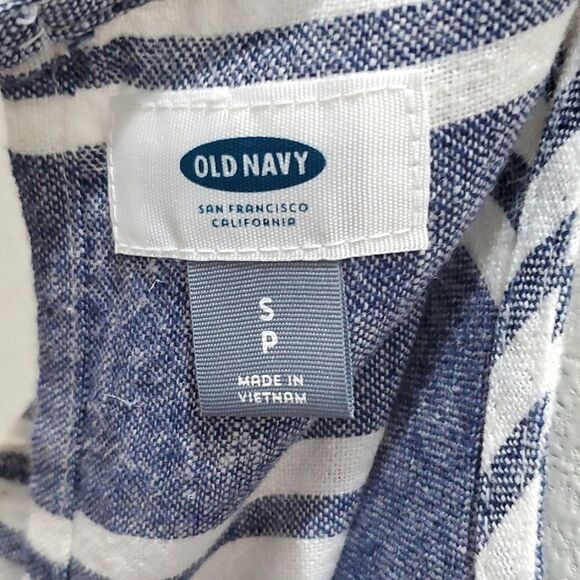 OLD NAVY
SAN FRANCISCO
CALIFORNIA
S
P
MADE IN
VIETNAM